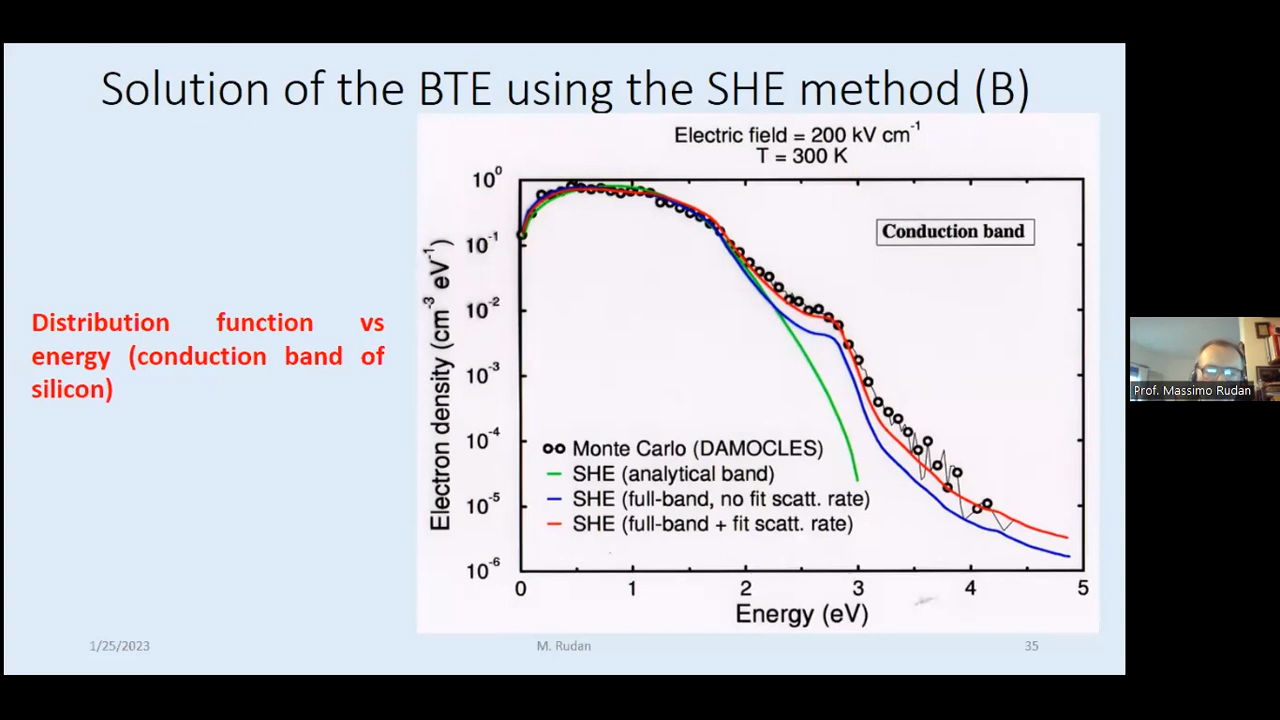 Solution of the BTE using the SHE method (B)
Electric field = 200 kV cm⁻¹
T = 300 K
Conduction band
Distribution function vs
energy (conduction band of
silicon)
Electron density (cm⁻³ eV⁻¹)
10⁰
10⁻¹
10⁻²
10⁻³
10⁻⁴
10⁻⁵
10⁻⁶
Monte Carlo (DAMOCLES)
SHE (analytical band)
SHE (full-band, no fit scatt. rate)
SHE (full-band + fit scatt. rate)
0 1 2 3 4 5
Energy (eV)
1/25/2023 M. Rudan 35
Prof. Massimo Rudan